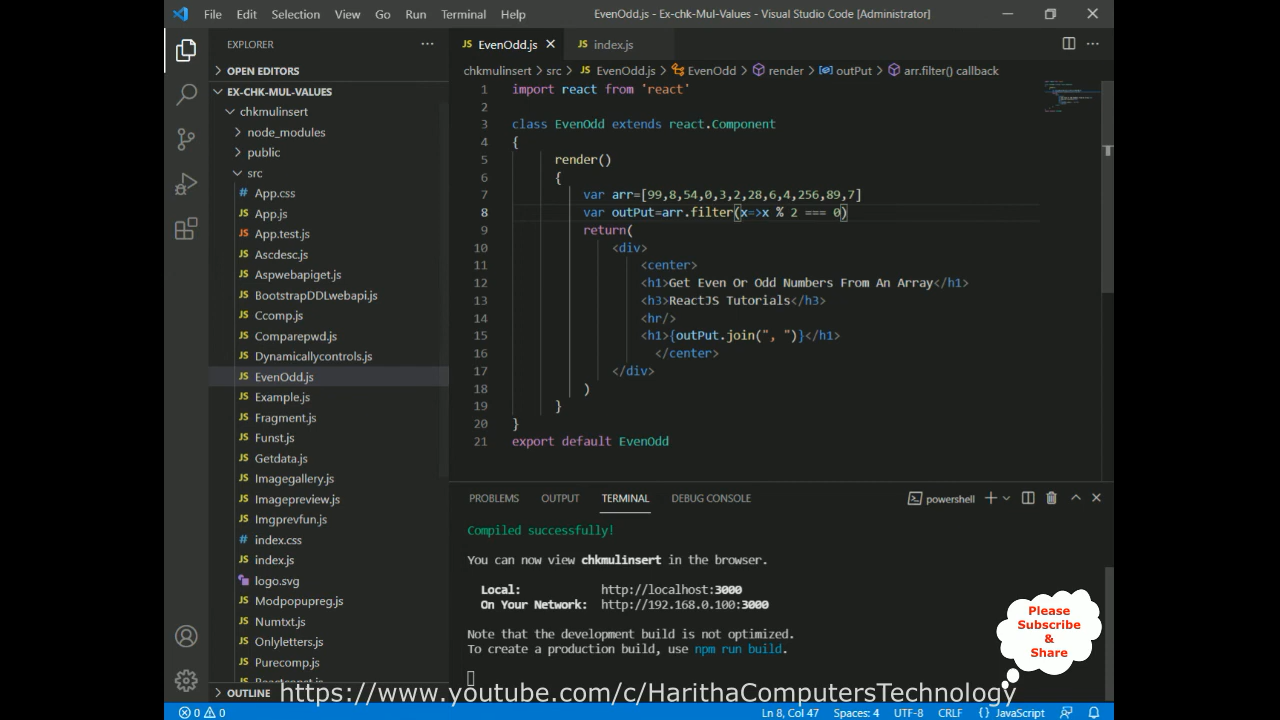 File Edit Selection View Go Run Terminal Help EvenOdd.js - Ex-chk-Mul-Values - Visual Studio Code [Administrator]
EXPLORER
OPEN EDITORS
EX-CHK-MUL-VALUES
chkmulinsert
node_modules
public
src
App.css
App.js
App.test.js
Ascdesc.js
Aspwebapiget.js
BootstrapDDLwebapi.js
Ccomp.js
Comparepwd.js
Dynamicallycontrols.js
EvenOdd.js
Example.js
Fragment.js
Funst.js
Getdata.js
Imagegallery.js
Imagepreview.js
Imgprevfun.js
index.css
index.js
logo.svg
Modpopupreg.js
Numtxt.js
Onlyletters.js
Purecomp.js
OUTLINE
JS EvenOdd.js JS index.js
chkmulinsert > src > JS EvenOdd.js > EvenOdd > render > outPut > arr.filter() callback
1 import react from 'react'
2
3 class EvenOdd extends react.Component
4 {
5 render()
6 {
7 var arr=[99,8,54,0,3,2,28,6,4,256,89,7]
8 var outPut=arr.filter(x=>x % 2 === 0)
9 return(
10 <div>
11 <center>
12 <h1>Get Even Or Odd Numbers From An Array</h1>
13 <h3>ReactJS Tutorials</h3>
14 <hr/>
15 <h1>{outPut.join(", ")}</h1>
16 </center>
17 </div>
18 )
19 }
20 }
21 export default EvenOdd
PROBLEMS OUTPUT TERMINAL DEBUG CONSOLE powershell
Compiled successfully!
You can now view chkmulinsert in the browser.
Local: http://localhost:3000
On Your Network: http://192.168.0.100:3000
Note that the development build is not optimized.
To create a production build, use npm run build.
Please
Subscribe
&
Share
https://www.youtube.com/c/HarithaComputersTechnology
0 0 Ln 8, Col 47 Spaces: 4 UTF-8 CRLF {} JavaScript